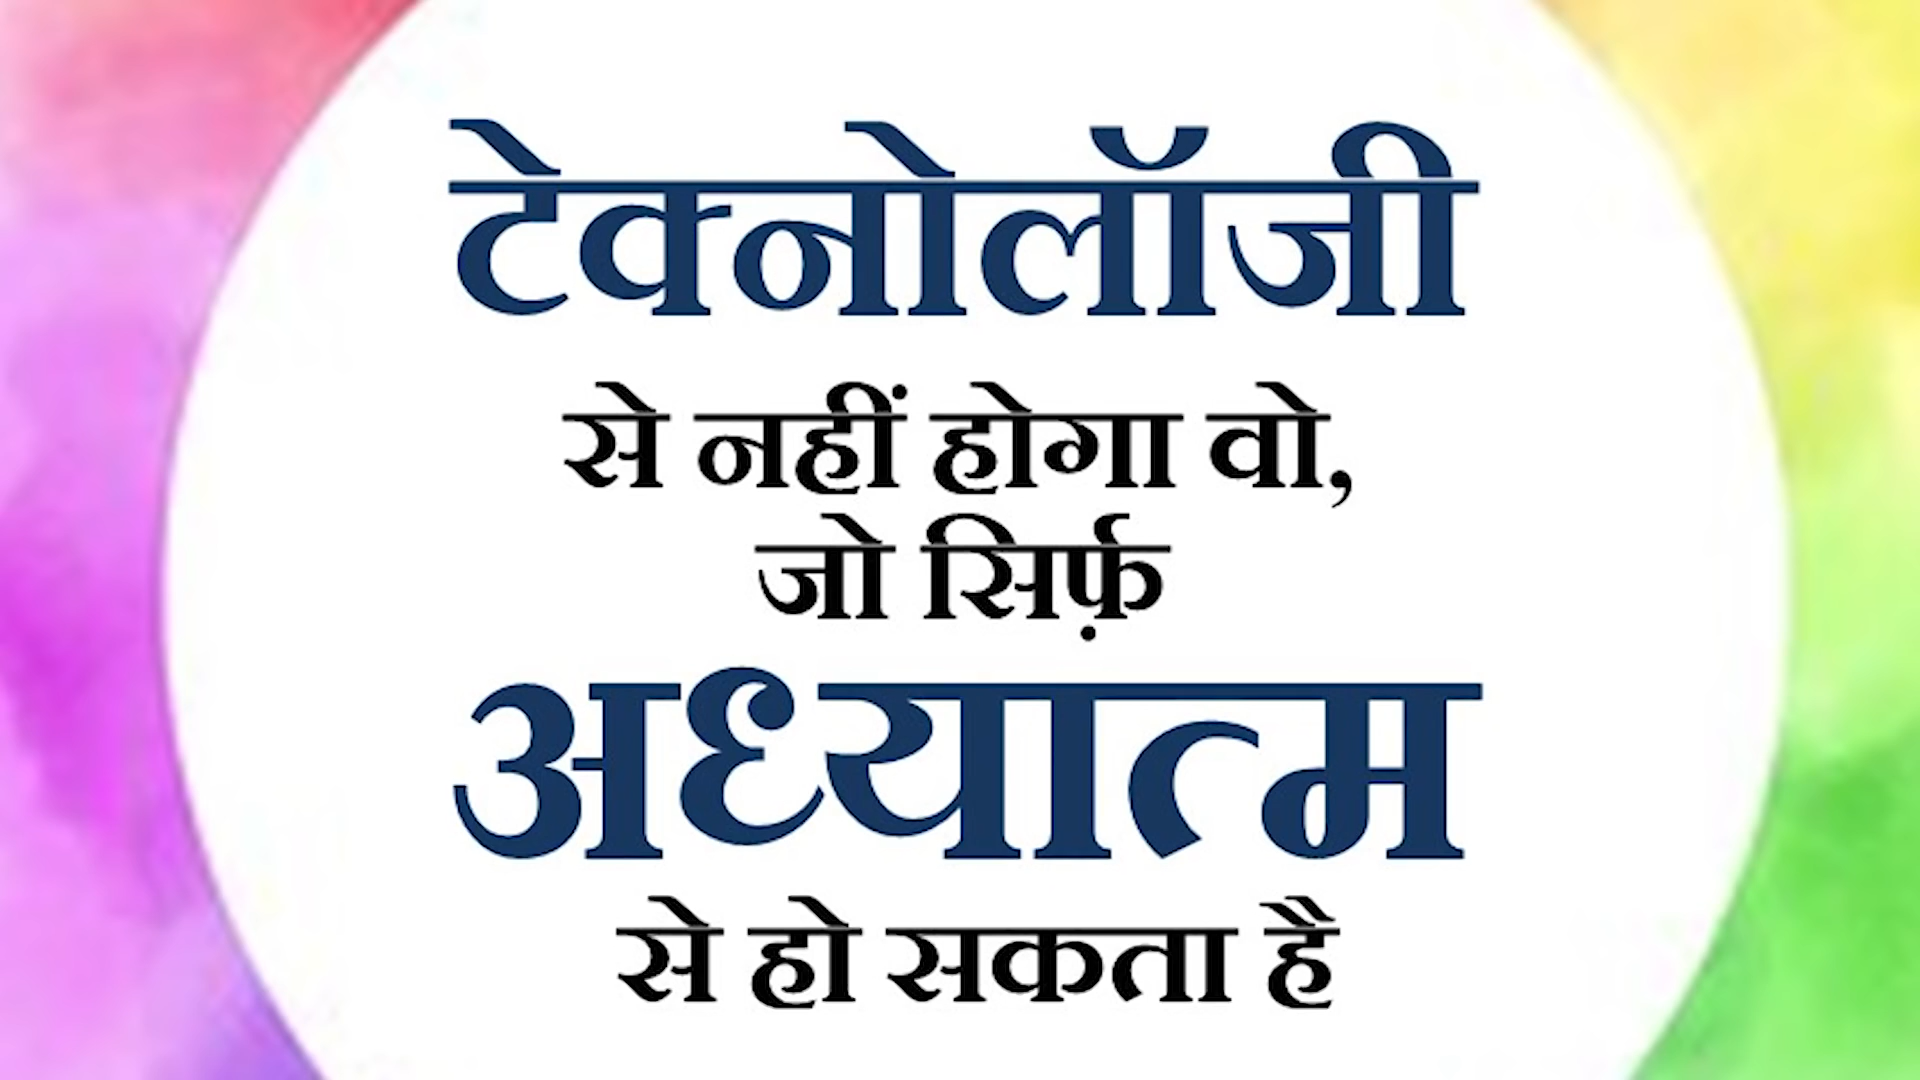 टेक्नोलॉजी
से नहीं होगा वो,
जो सिर्फ़
अध्यात्म
से हो सकता है